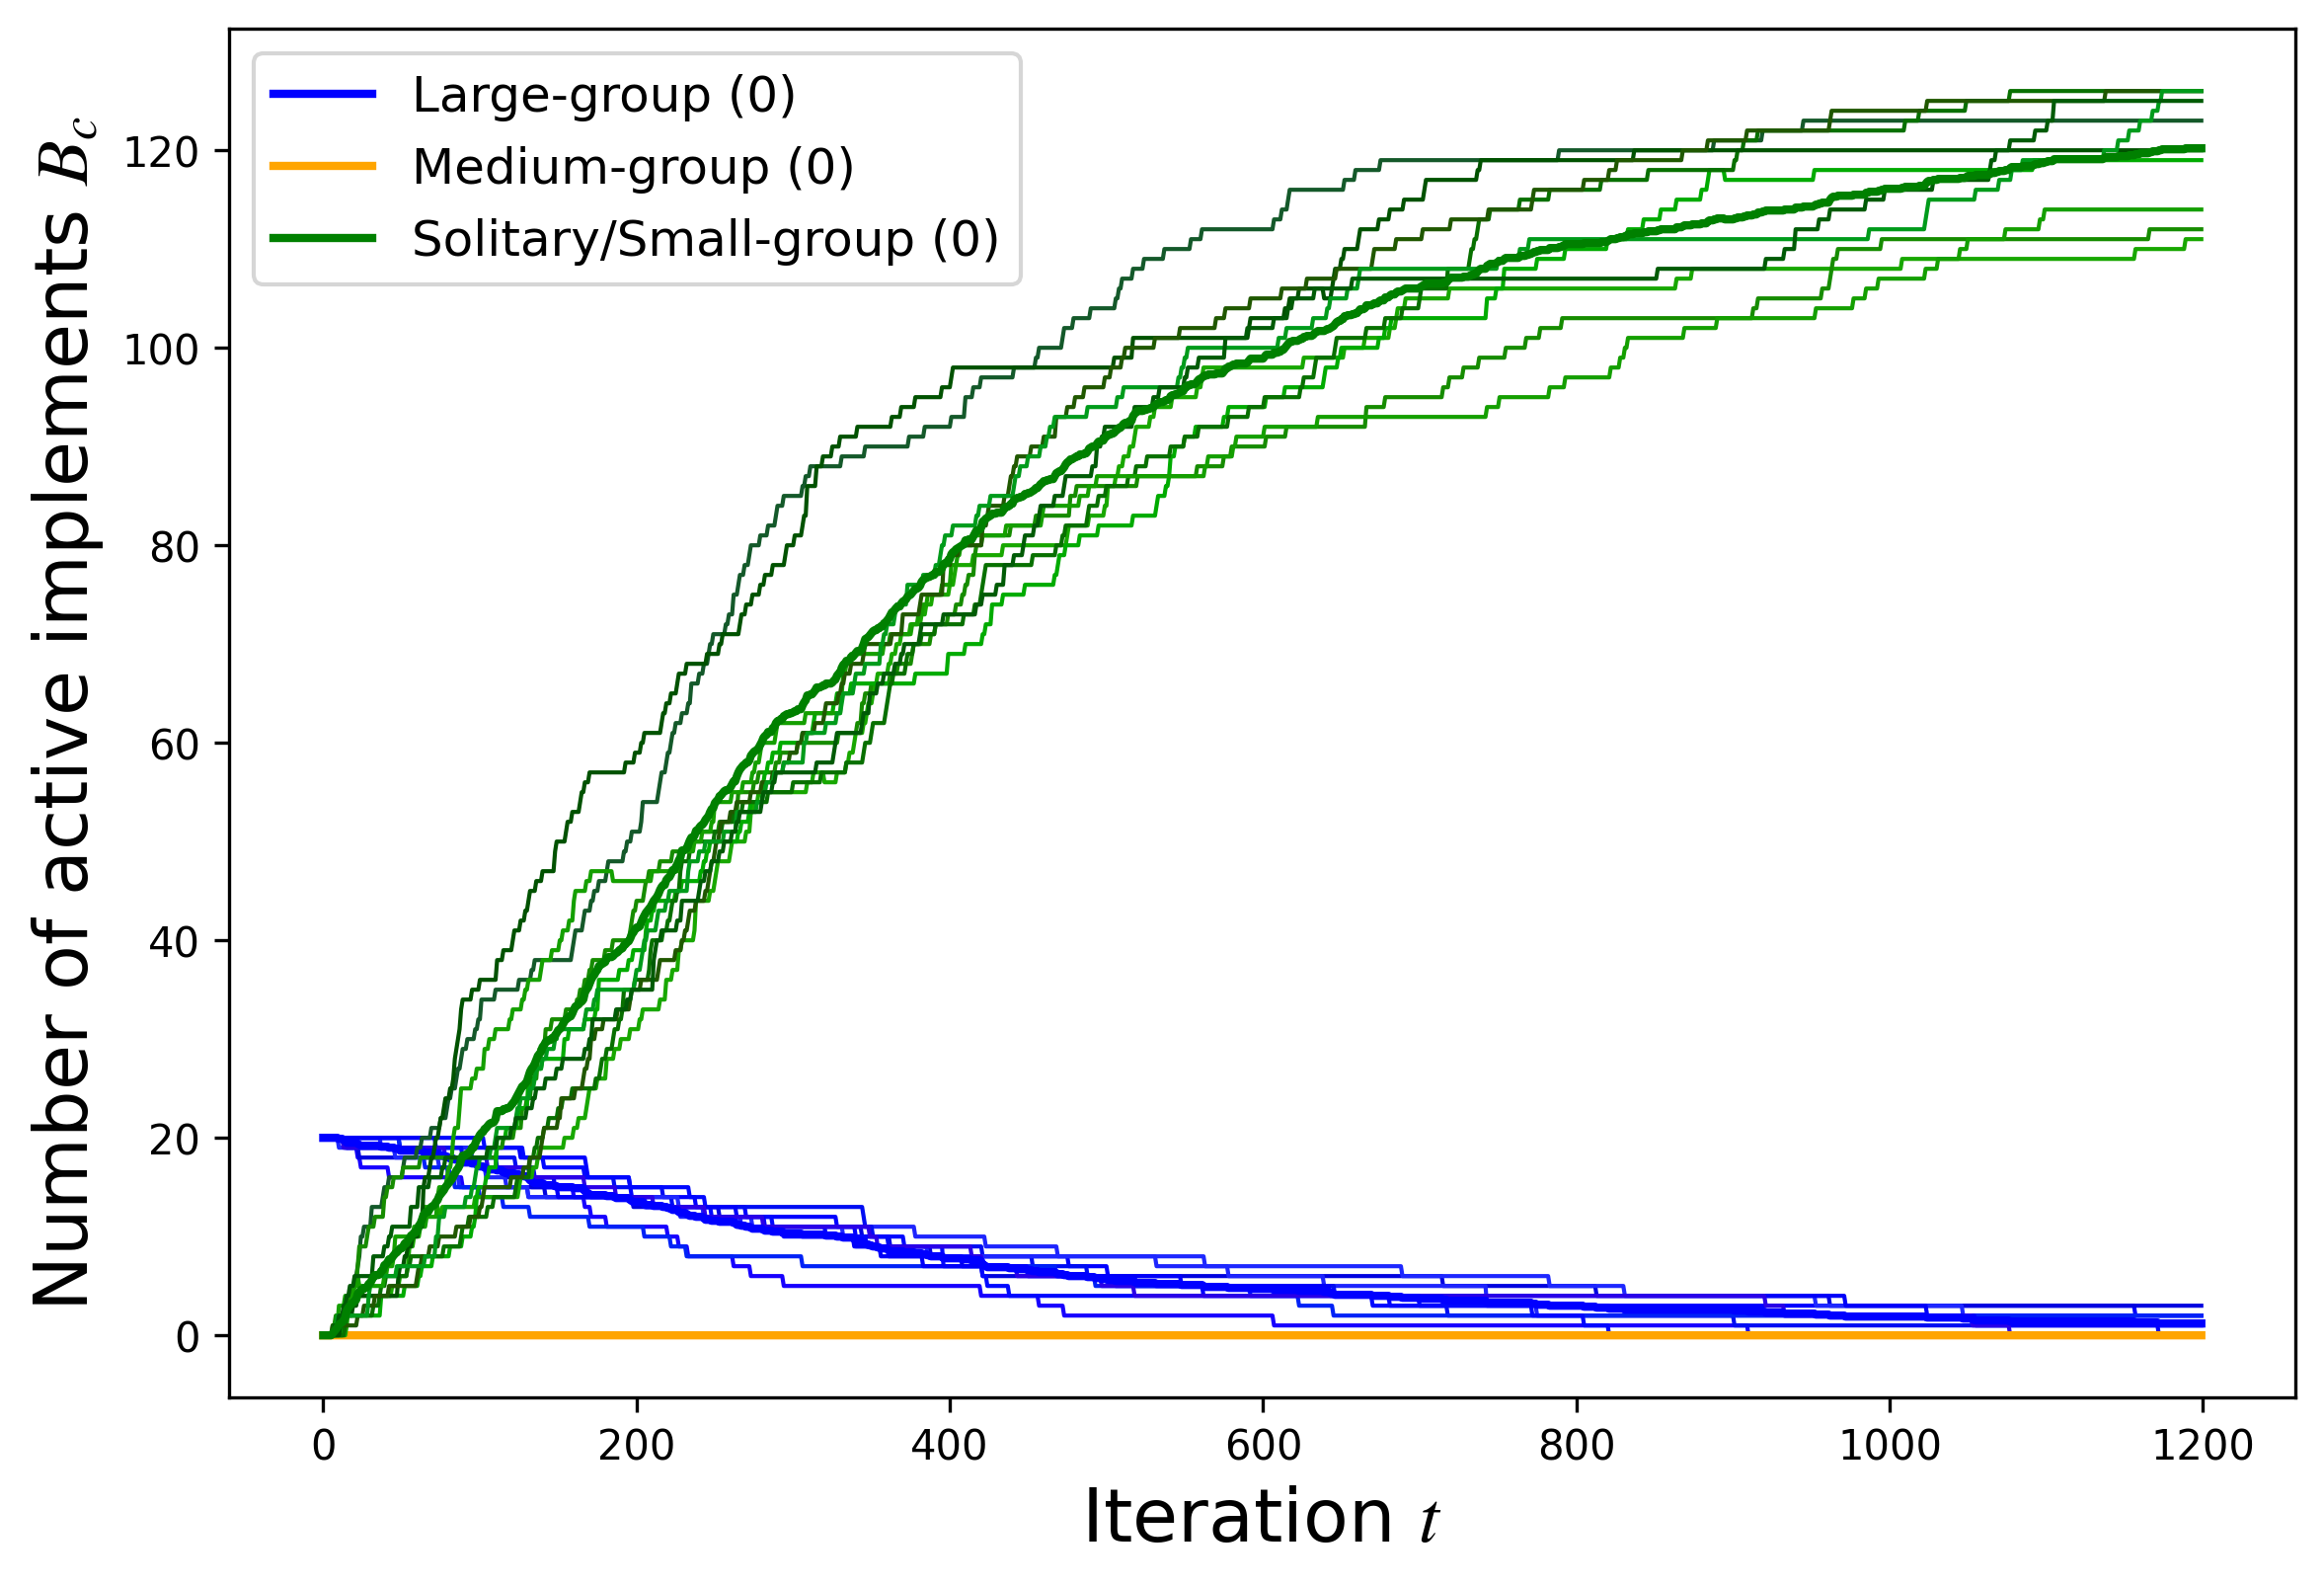 Large-group (0)
Medium-group (0)
Solitary/Small-group (0)
Number of active implements B_c
120
100
80
60
40
20
0
0 200 400 600 800 1000 1200
Iteration t